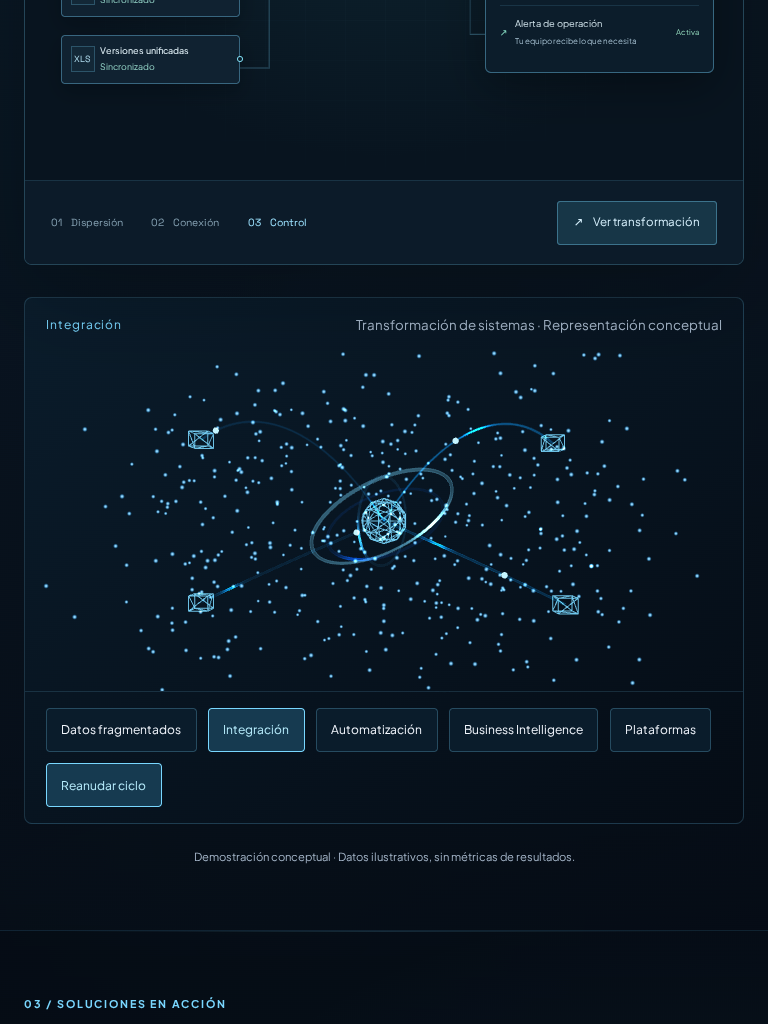 Sincronizado
XLS
Versiones unificadas
Sincronizado
↗ Alerta de operación
Tu equipo recibe lo que necesita
Activa
01 Dispersión
02 Conexión
03 Control
↗ Ver transformación
Integración
Transformación de sistemas · Representación conceptual
Datos fragmentados
Integración
Automatización
Business Intelligence
Plataformas
Reanudar ciclo
Demostración conceptual · Datos ilustrativos, sin métricas de resultados.
03 / SOLUCIONES EN ACCIÓN